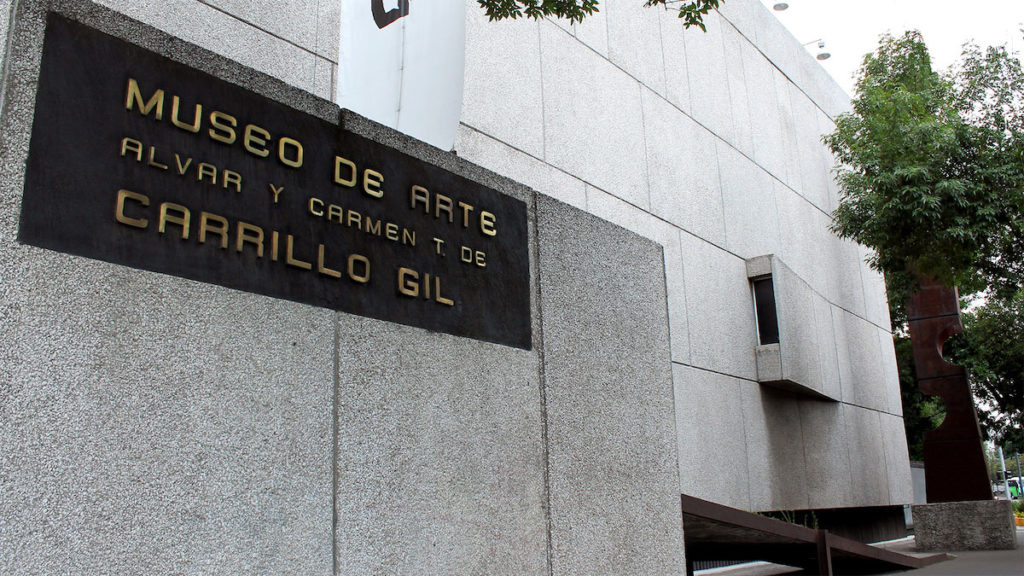 MUSEO DE ARTE
ALVAR Y CARMEN T. DE
CARRILLO GIL